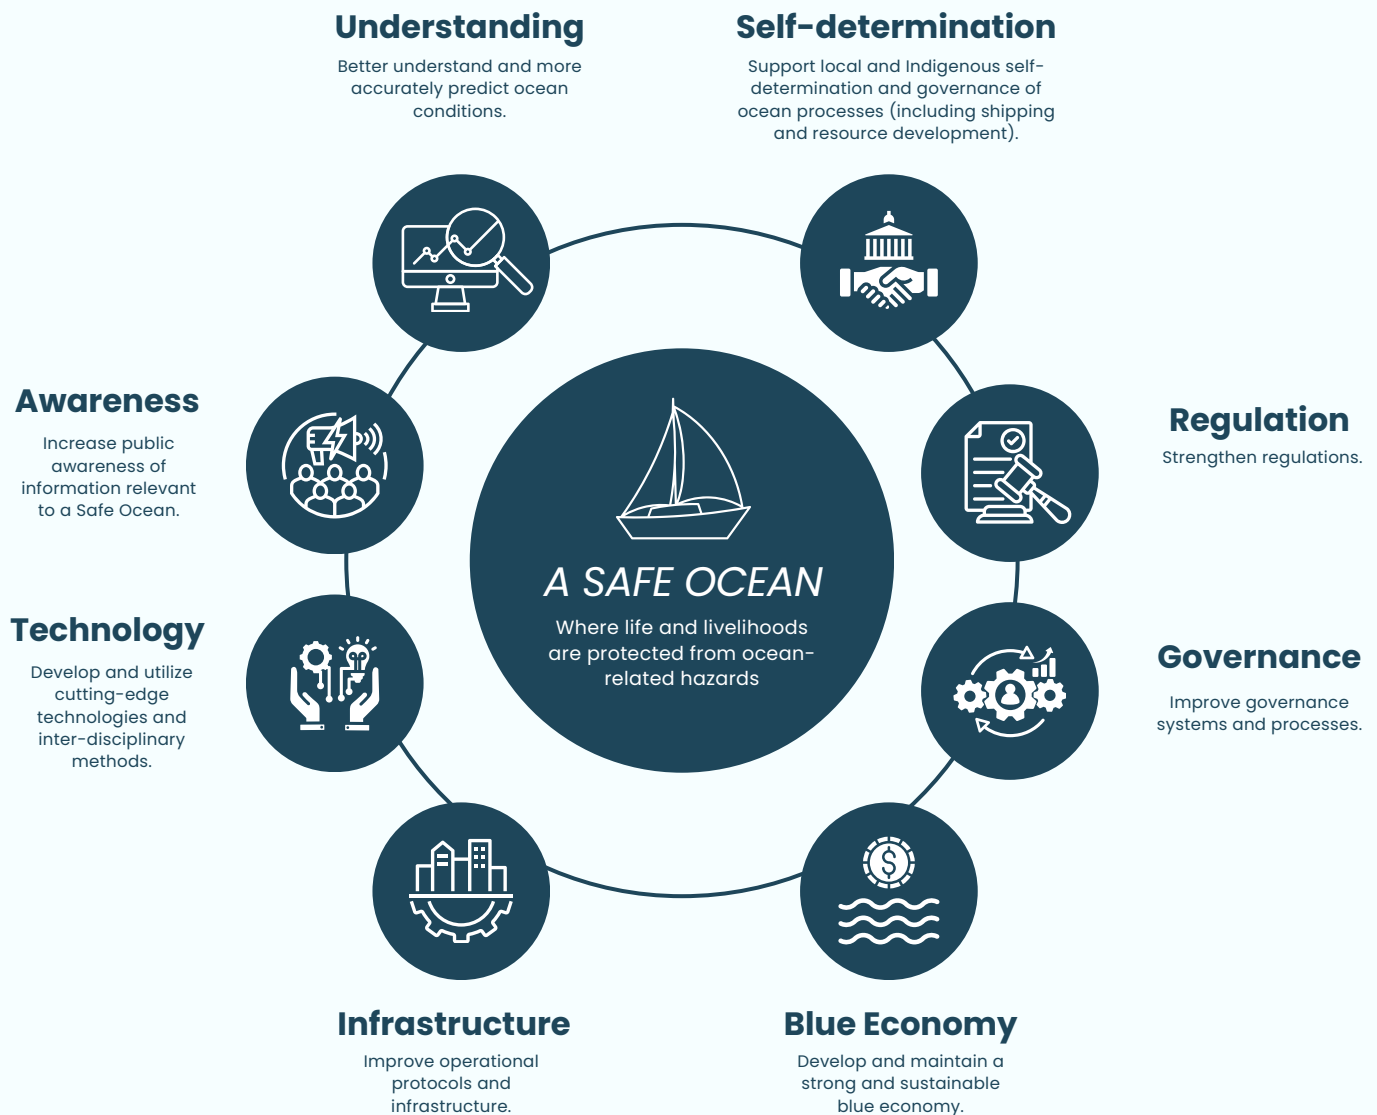 Understanding
Better understand and more
accurately predict ocean
conditions.
Self-determination
Support local and Indigenous self-
determination and governance of
ocean processes (including shipping
and resource development).
Awareness
Increase public
awareness of
information relevant
to a Safe Ocean.
Regulation
Strengthen regulations.
A SAFE OCEAN
Where life and livelihoods
are protected from ocean-
related hazards
Technology
Develop and utilize
cutting-edge
technologies and
inter-disciplinary
methods.
Governance
Improve governance
systems and processes.
$
Infrastructure
Improve operational
protocols and
infrastructure.
Blue Economy
Develop and maintain a
strong and sustainable
blue economy.